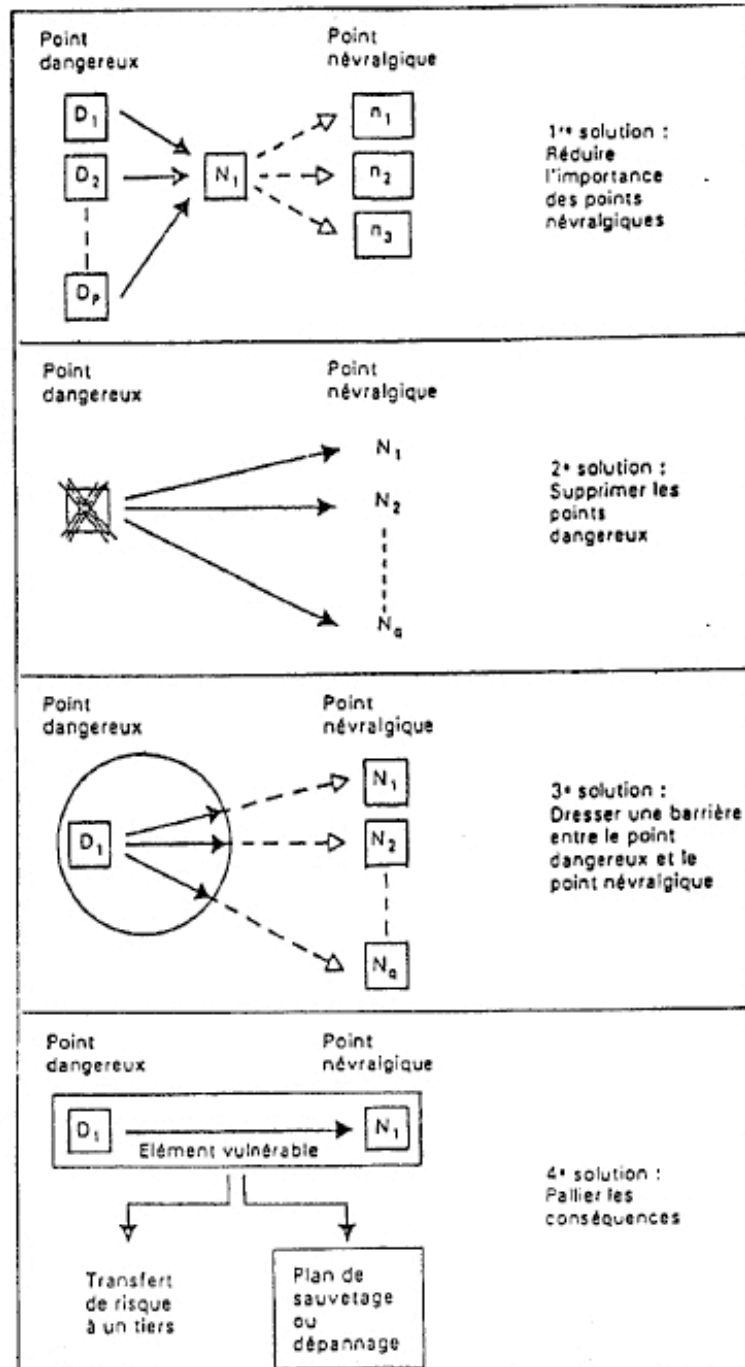 Point
dangereux
Point
névralgique
D₁
D₂
Dₚ
N₁
n₁
n₂
n₃
1ʳᵉ solution :
Réduire
l'importance
des points
névralgiques
Point
dangereux
Point
névralgique
N₁
N₂
N_q
2ᵉ solution :
Supprimer les
points
dangereux
Point
dangereux
Point
névralgique
D₁
N₁
N₂
N_q
3ᵉ solution :
Dresser une barrière
entre le point
dangereux et le
point névralgique
Point
dangereux
Point
névralgique
D₁
N₁
Elément vulnérable
4ᵉ solution :
Pallier les
conséquences
Transfert
de risque
à un tiers
Plan de
sauvetage
ou
dépannage